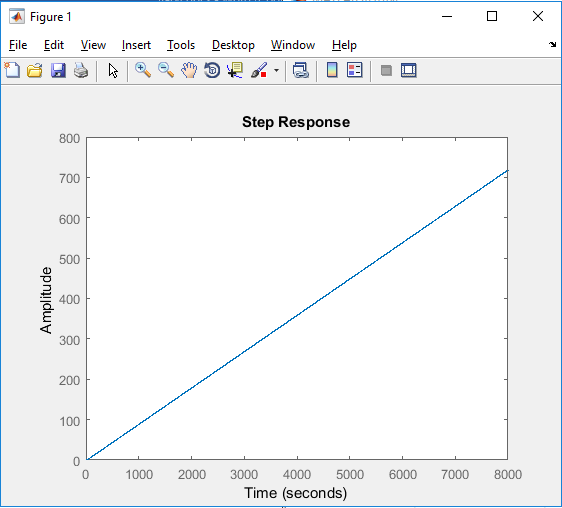 Figure 1
File Edit View Insert Tools Desktop Window Help
Step Response
800
700
600
500
400
300
200
100
0
Amplitude
0 1000 2000 3000 4000 5000 6000 7000 8000
Time (seconds)